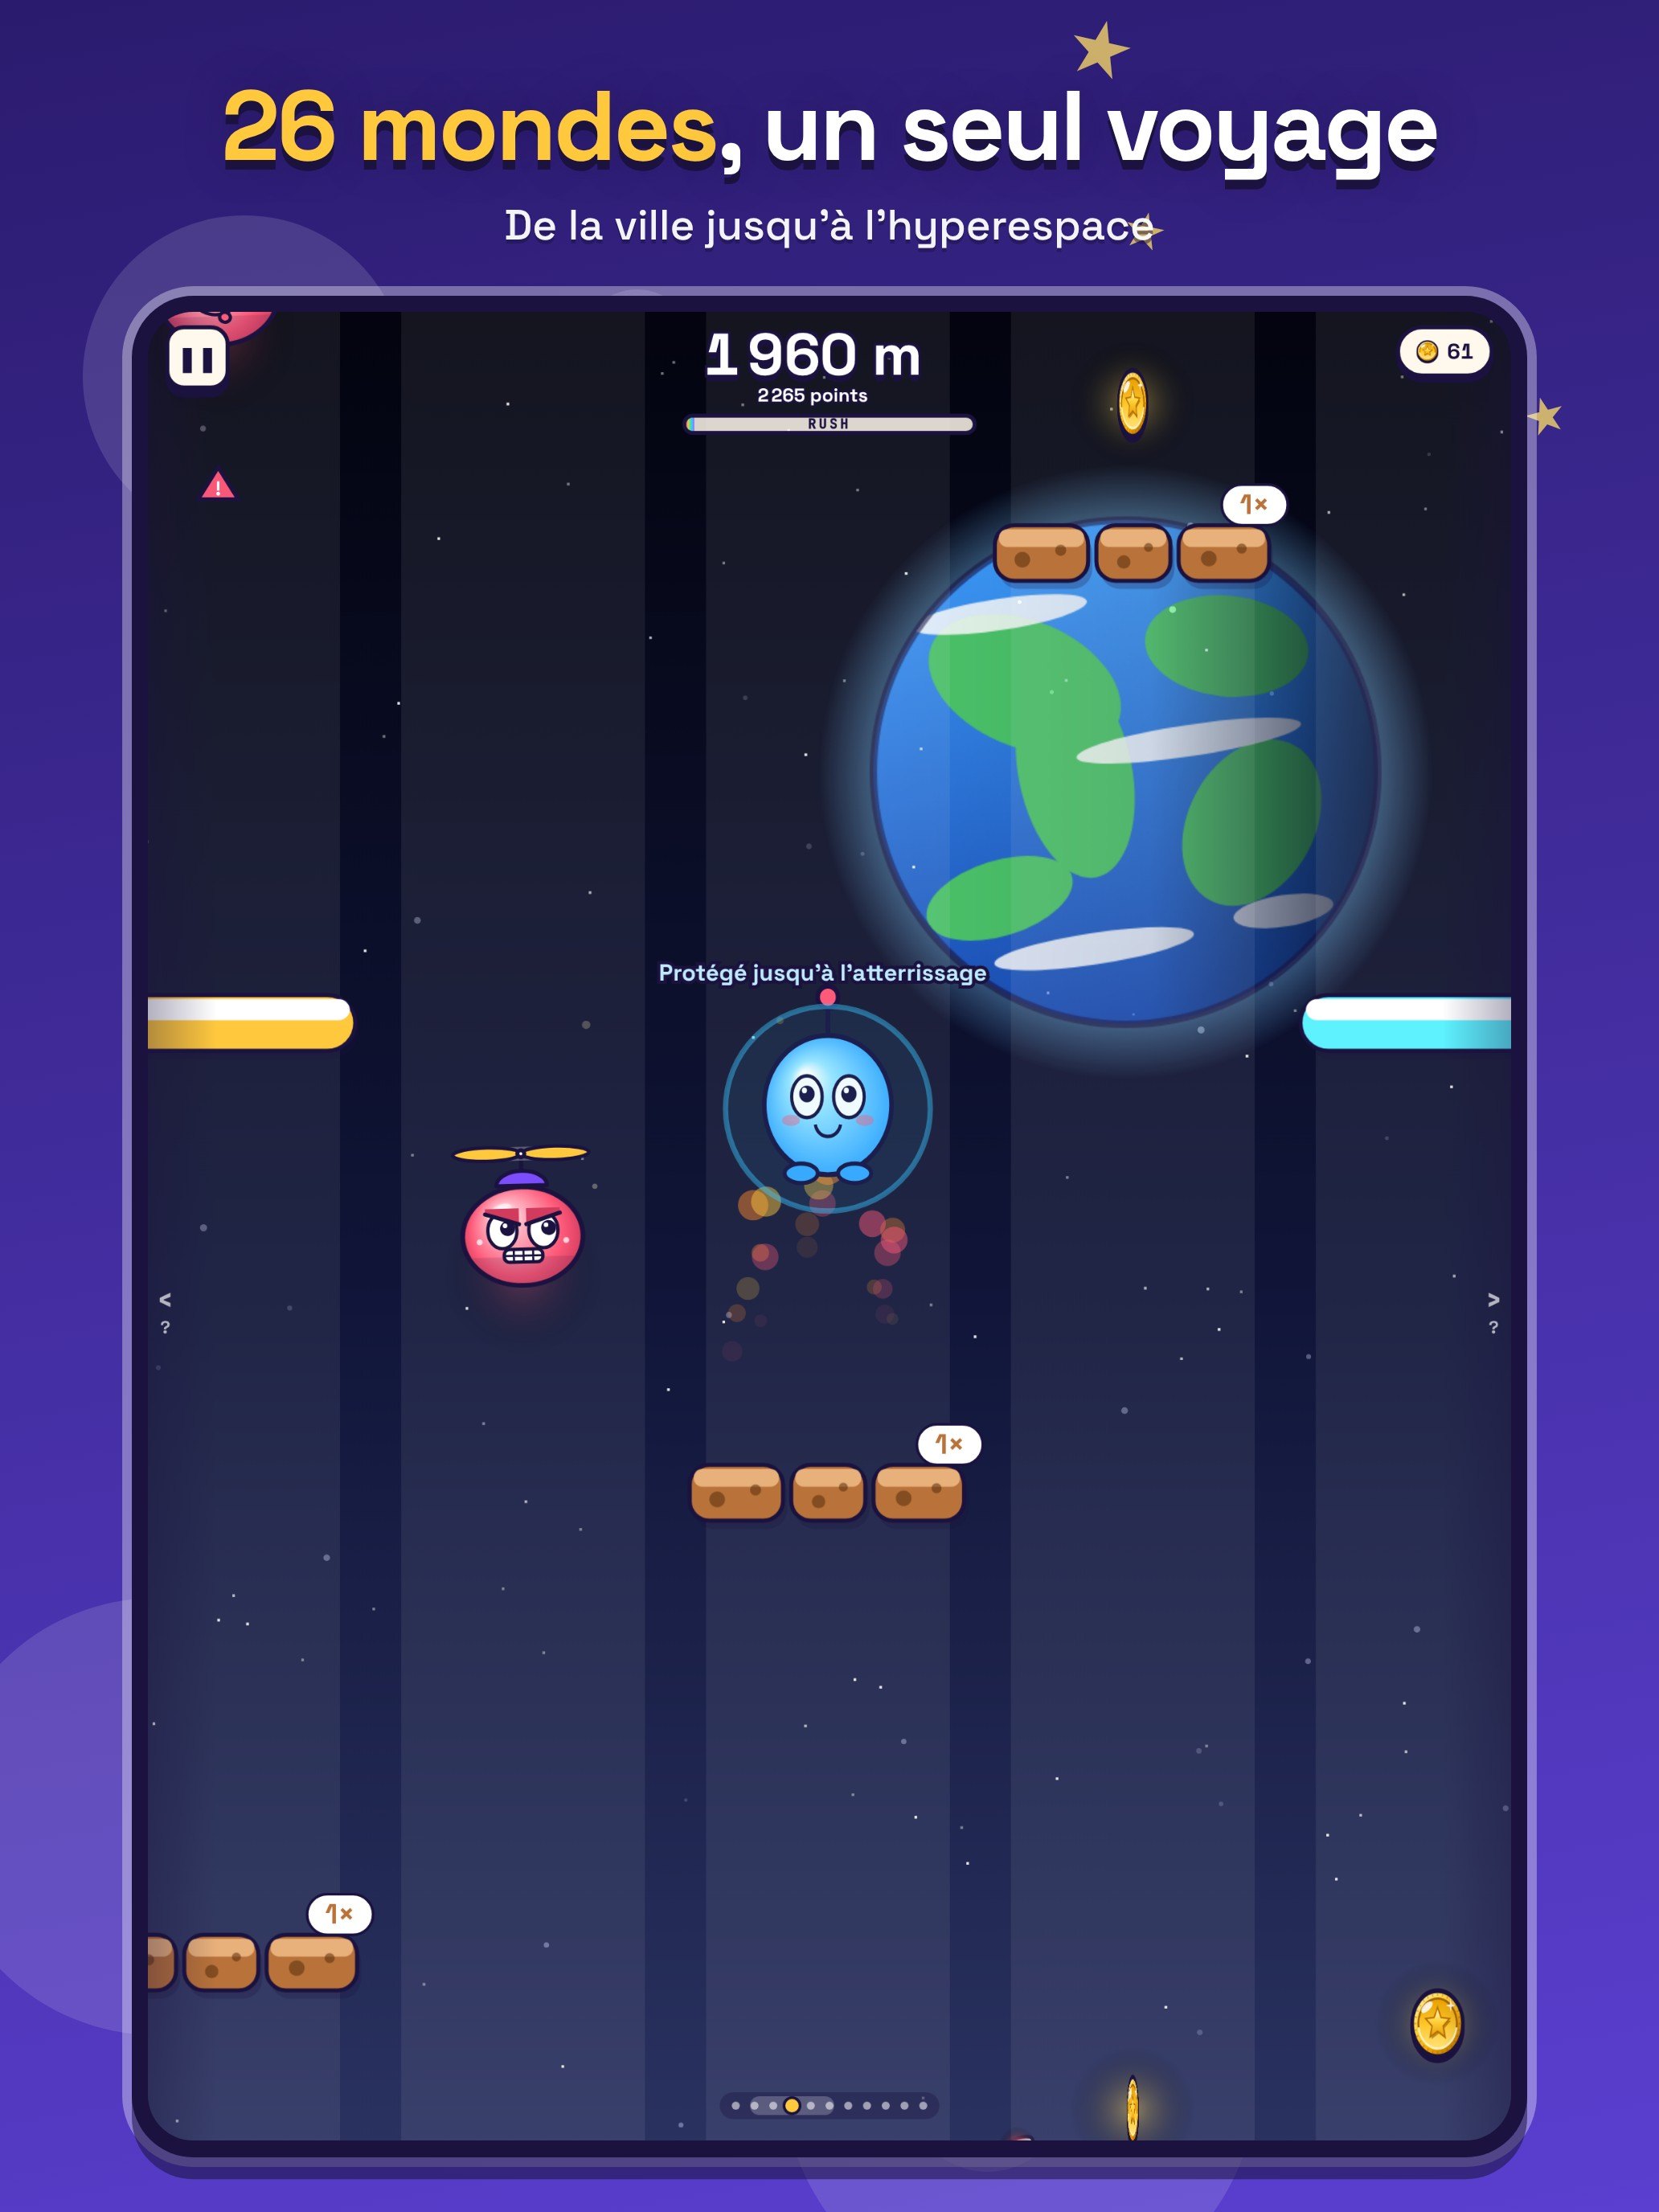 26 mondes, un seul voyage
De la ville jusqu'à l'hyperespace
1 960 m
2 265 points
RUSH
61
!
1×
Protégé jusqu'à l'atterrissage
< >
? ?
1×
1×